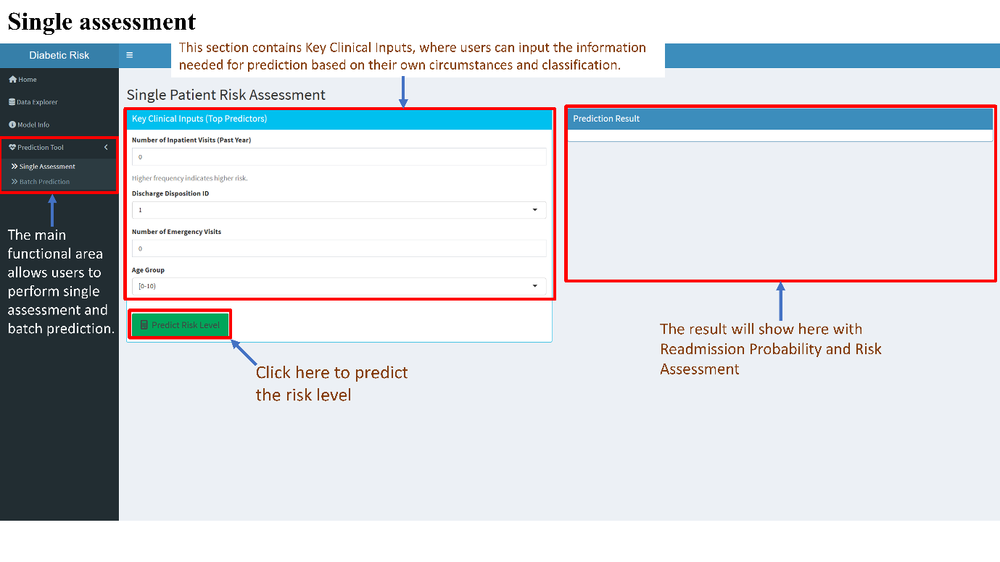 Single assessment
Diabetic Risk
This section contains Key Clinical Inputs, where users can input the information
needed for prediction based on their own circumstances and classification.
Home
Data Explorer
Model Info
Prediction Tool
Single Assessment
Batch Prediction
The main
functional area
allows users to
perform single
assessment and
batch prediction.
Single Patient Risk Assessment
Key Clinical Inputs (Top Predictors)
Number of Inpatient Visits (Past Year)
0
Higher frequency indicates higher risk.
Discharge Disposition ID
1
Number of Emergency Visits
0
Age Group
[0-10)
Predict Risk Level
Click here to predict
the risk level
Prediction Result
The result will show here with
Readmission Probability and Risk
Assessment